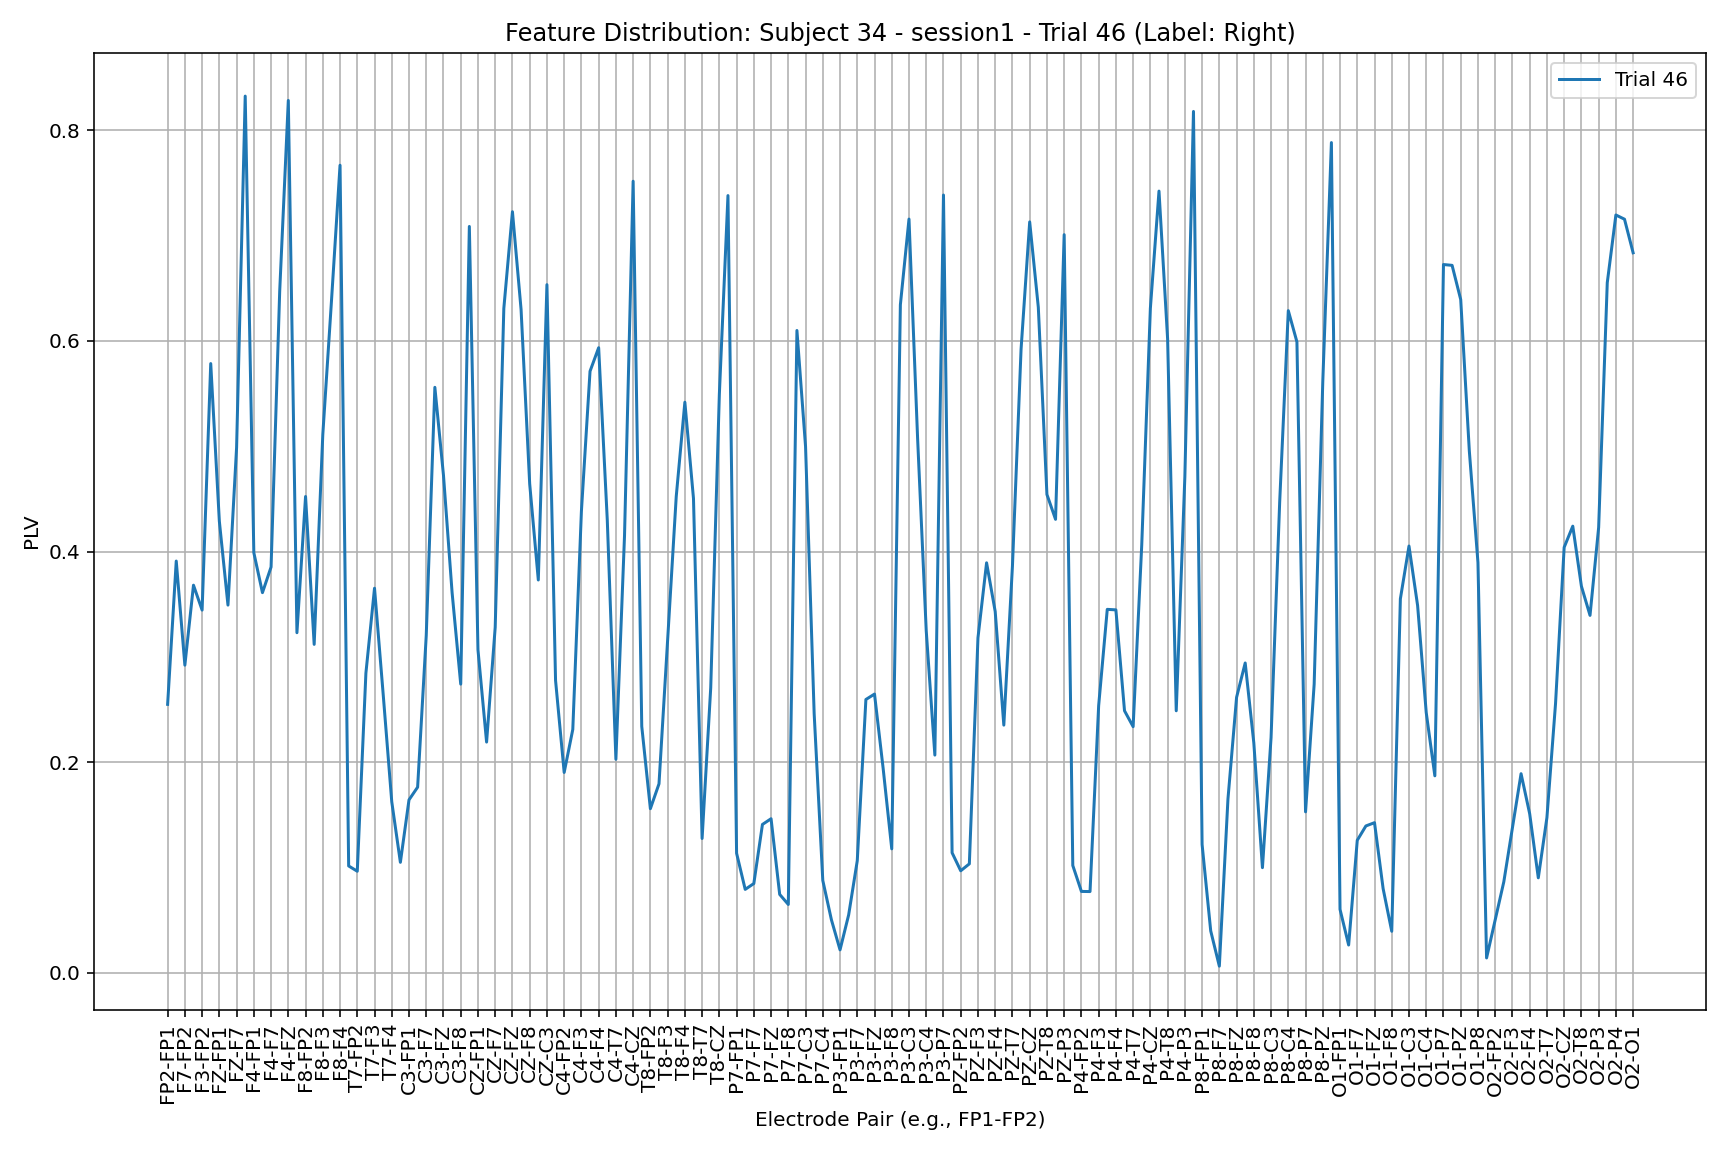 Feature Distribution: Subject 34 - session1 - Trial 46 (Label: Right)
Trial 46
PLV
0.8
0.6
0.4
0.2
0.0
FP2-FP1
F7-FP2
F3-FP2
FZ-FP1
FZ-F7
F4-FP1
F4-F7
F4-FZ
F8-FP2
F8-F3
F8-F4
T7-FP2
T7-F3
T7-F4
C3-FP1
C3-F7
C3-FZ
C3-F8
CZ-FP1
CZ-F7
CZ-FZ
CZ-F8
CZ-C3
C4-FP2
C4-F3
C4-F4
C4-T7
C4-CZ
T8-FP2
T8-F3
T8-F4
T8-T7
T8-CZ
P7-FP1
P7-F7
P7-FZ
P7-F8
P7-C3
P7-C4
P3-FP1
P3-F7
P3-FZ
P3-F8
P3-C3
P3-C4
P3-P7
PZ-FP2
PZ-F3
PZ-F4
PZ-T7
PZ-CZ
PZ-T8
PZ-P3
P4-FP2
P4-F3
P4-F4
P4-T7
P4-CZ
P4-T8
P4-P3
P8-FP1
P8-F7
P8-FZ
P8-F8
P8-C3
P8-C4
P8-P7
P8-PZ
O1-FP1
O1-F7
O1-FZ
O1-F8
O1-C3
O1-C4
O1-P7
O1-PZ
O1-P8
O2-FP2
O2-F3
O2-F4
O2-T7
O2-CZ
O2-T8
O2-P3
O2-P4
O2-O1
Electrode Pair (e.g., FP1-FP2)